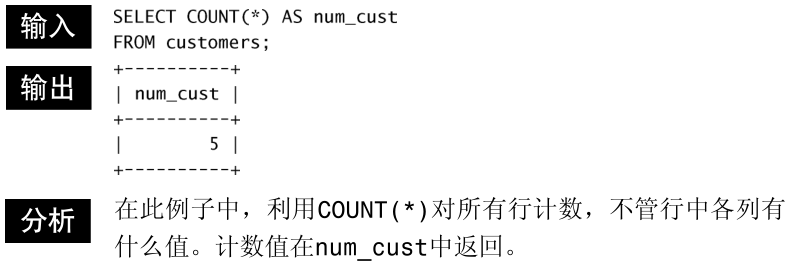 输入
SELECT COUNT(*) AS num_cust
FROM customers;
输出
+----------+
| num_cust |
+----------+
|        5 |
+----------+
分析
在此例子中，利用COUNT(*)对所有行计数，不管行中各列有
什么值。计数值在num_cust中返回。